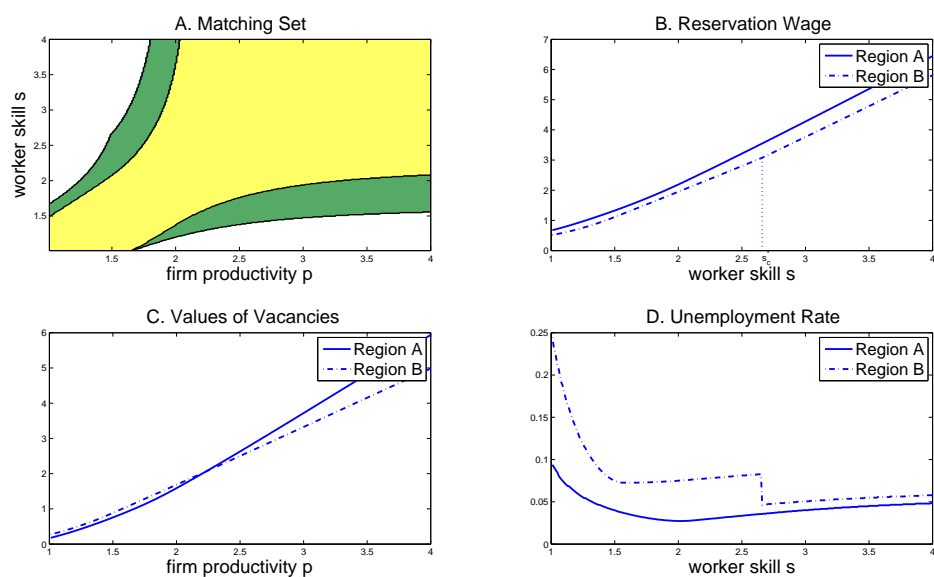 A. Matching Set
4
3.5
3
2.5
2
1.5
worker skill s
1.5 2 2.5 3 3.5 4
firm productivity p
B. Reservation Wage
7
6
5
4
3
2
1
0
Region A
Region B
1 1.5 2 2.5 s_c^* 3 3.5 4
worker skill s
C. Values of Vacancies
6
5
4
3
2
1
0
Region A
Region B
1 1.5 2 2.5 3 3.5 4
firm productivity p
D. Unemployment Rate
0.25
0.2
0.15
0.1
0.05
0
Region A
Region B
1 1.5 2 2.5 3 3.5 4
worker skill s